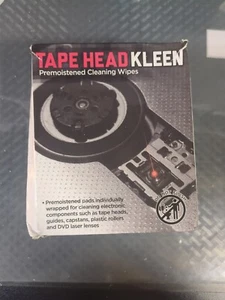 TAPE HEAD KLEEN
Premoistened Cleaning Wipes
• Premoistened pads individually
wrapped for cleaning electronic
components such as tape heads,
guides, capstans, plastic rollers
and DVD laser lenses